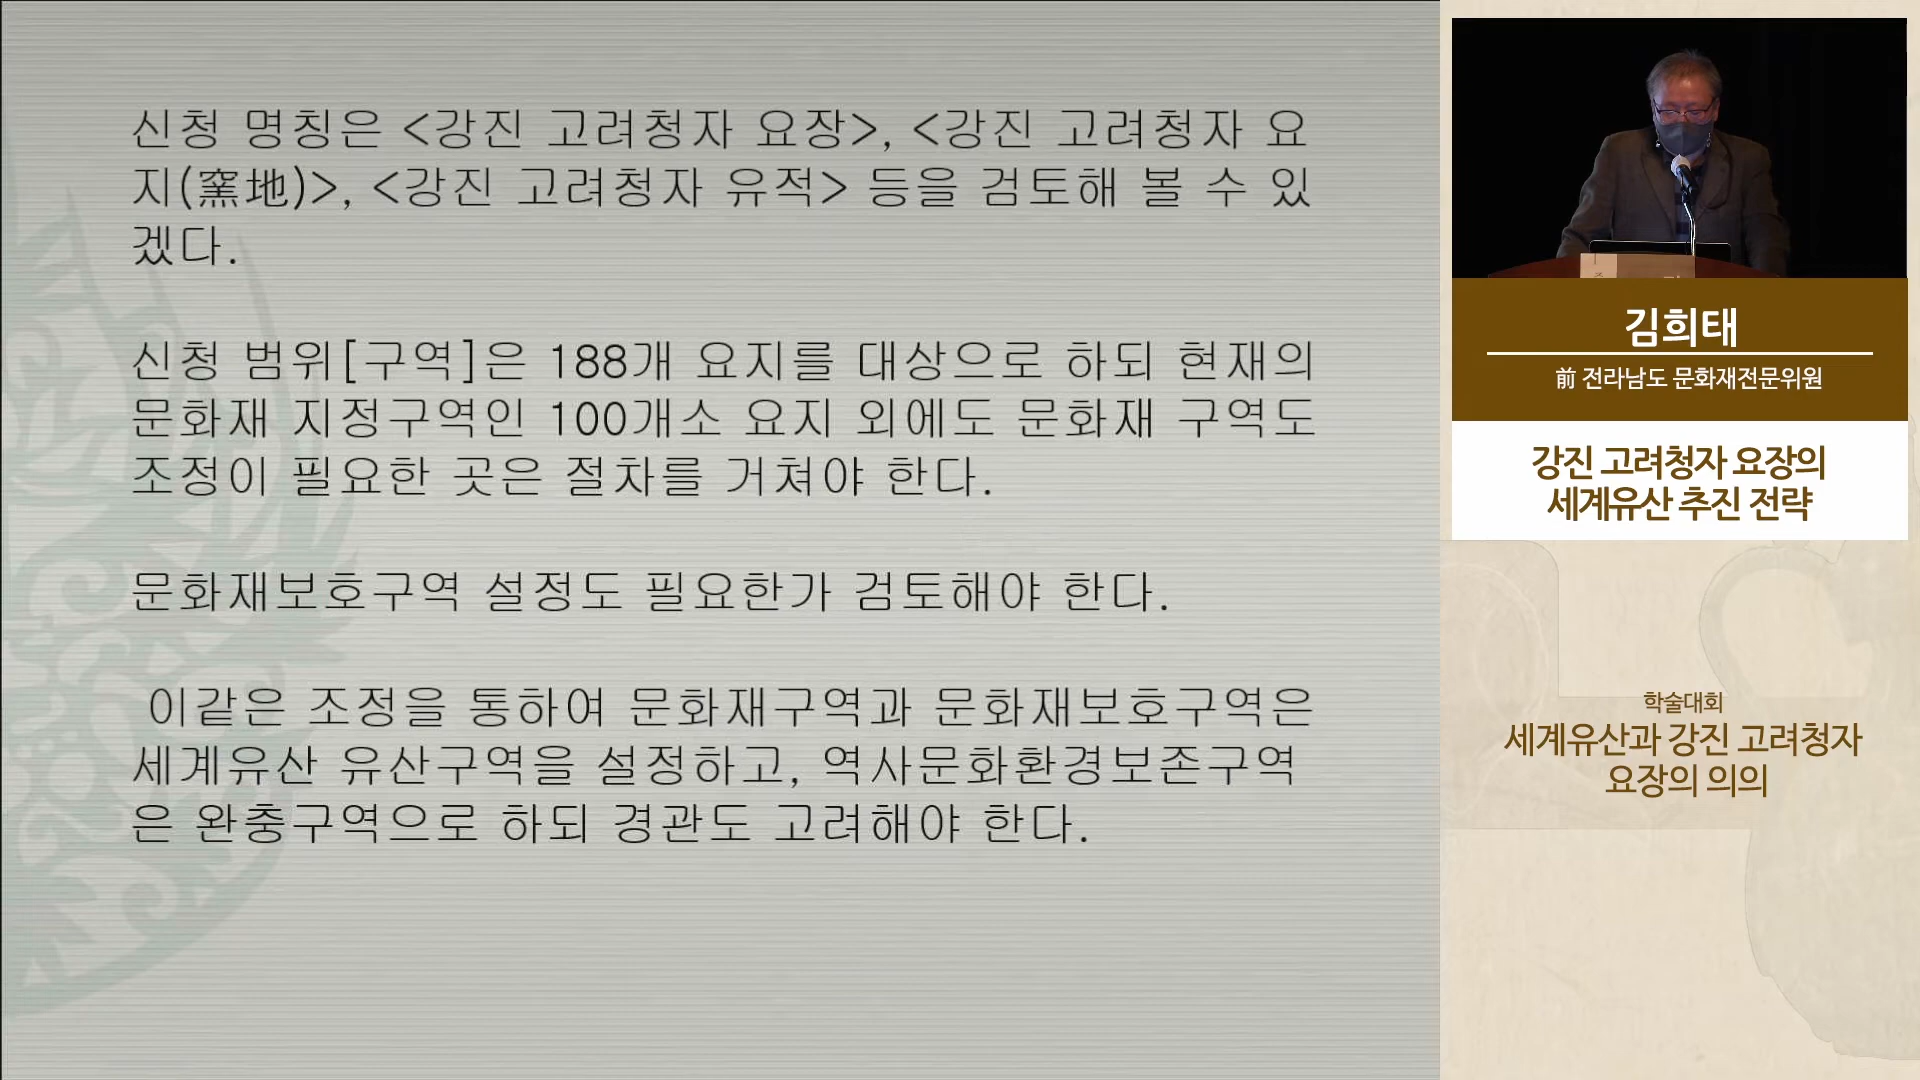 신청 명칭은 <강진 고려청자 요장>, <강진 고려청자 요
지(窯地)>, <강진 고려청자 유적> 등을 검토해 볼 수 있
겠다.
신청 범위[구역]은 188개 요지를 대상으로 하되 현재의
문화재 지정구역인 100개소 요지 외에도 문화재 구역도
조정이 필요한 곳은 절차를 거쳐야 한다.
문화재보호구역 설정도 필요한가 검토해야 한다.
이같은 조정을 통하여 문화재구역과 문화재보호구역은
세계유산 유산구역을 설정하고, 역사문화환경보존구역
은 완충구역으로 하되 경관도 고려해야 한다.
김희태
前 전라남도 문화재전문위원
강진 고려청자 요장의
세계유산 추진 전략
학술대회
세계유산과 강진 고려청자
요장의 의의